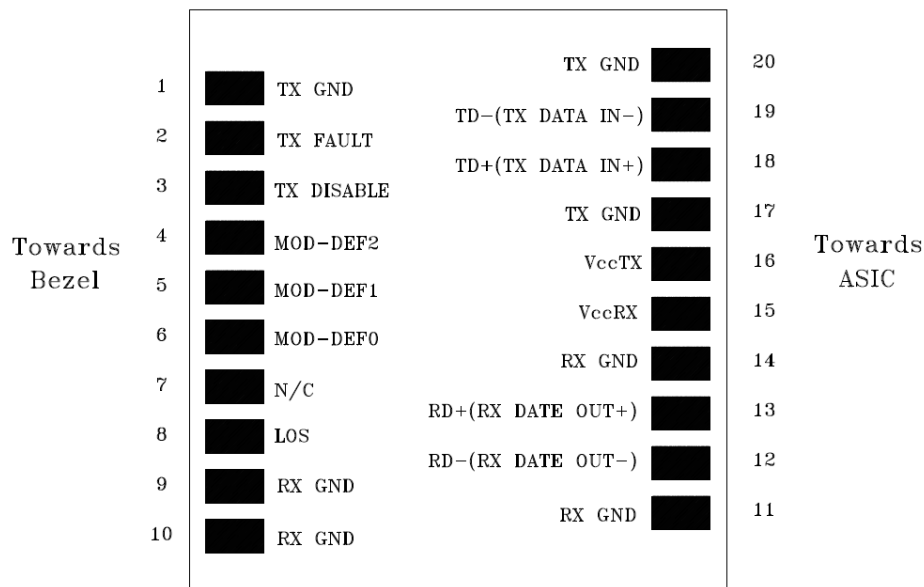 Towards
Bezel
1 TX GND
2 TX FAULT
3 TX DISABLE
4 MOD-DEF2
5 MOD-DEF1
6 MOD-DEF0
7 N/C
8 LOS
9 RX GND
10 RX GND
TX GND 20
TD-(TX DATA IN-) 19
TD+(TX DATA IN+) 18
TX GND 17
VccTX 16
VccRX 15
RX GND 14
RD+(RX DATE OUT+) 13
RD-(RX DATE OUT-) 12
RX GND 11
Towards
ASIC